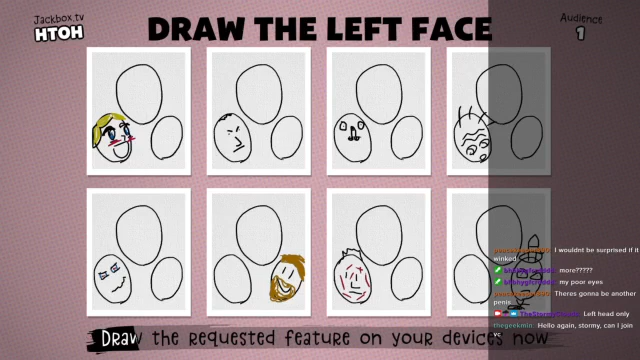 Jackbox.tv
HTOH
DRAW THE LEFT FACE
Audience
1
I wouldnt be surprised if it
winked
more?????
my poor eyes
Theres gonna be another
penis
TheStormyCloudd: Left head only
thegeekmin: Hello again, stormy, can I join
vc
Draw the requested feature on your devices now